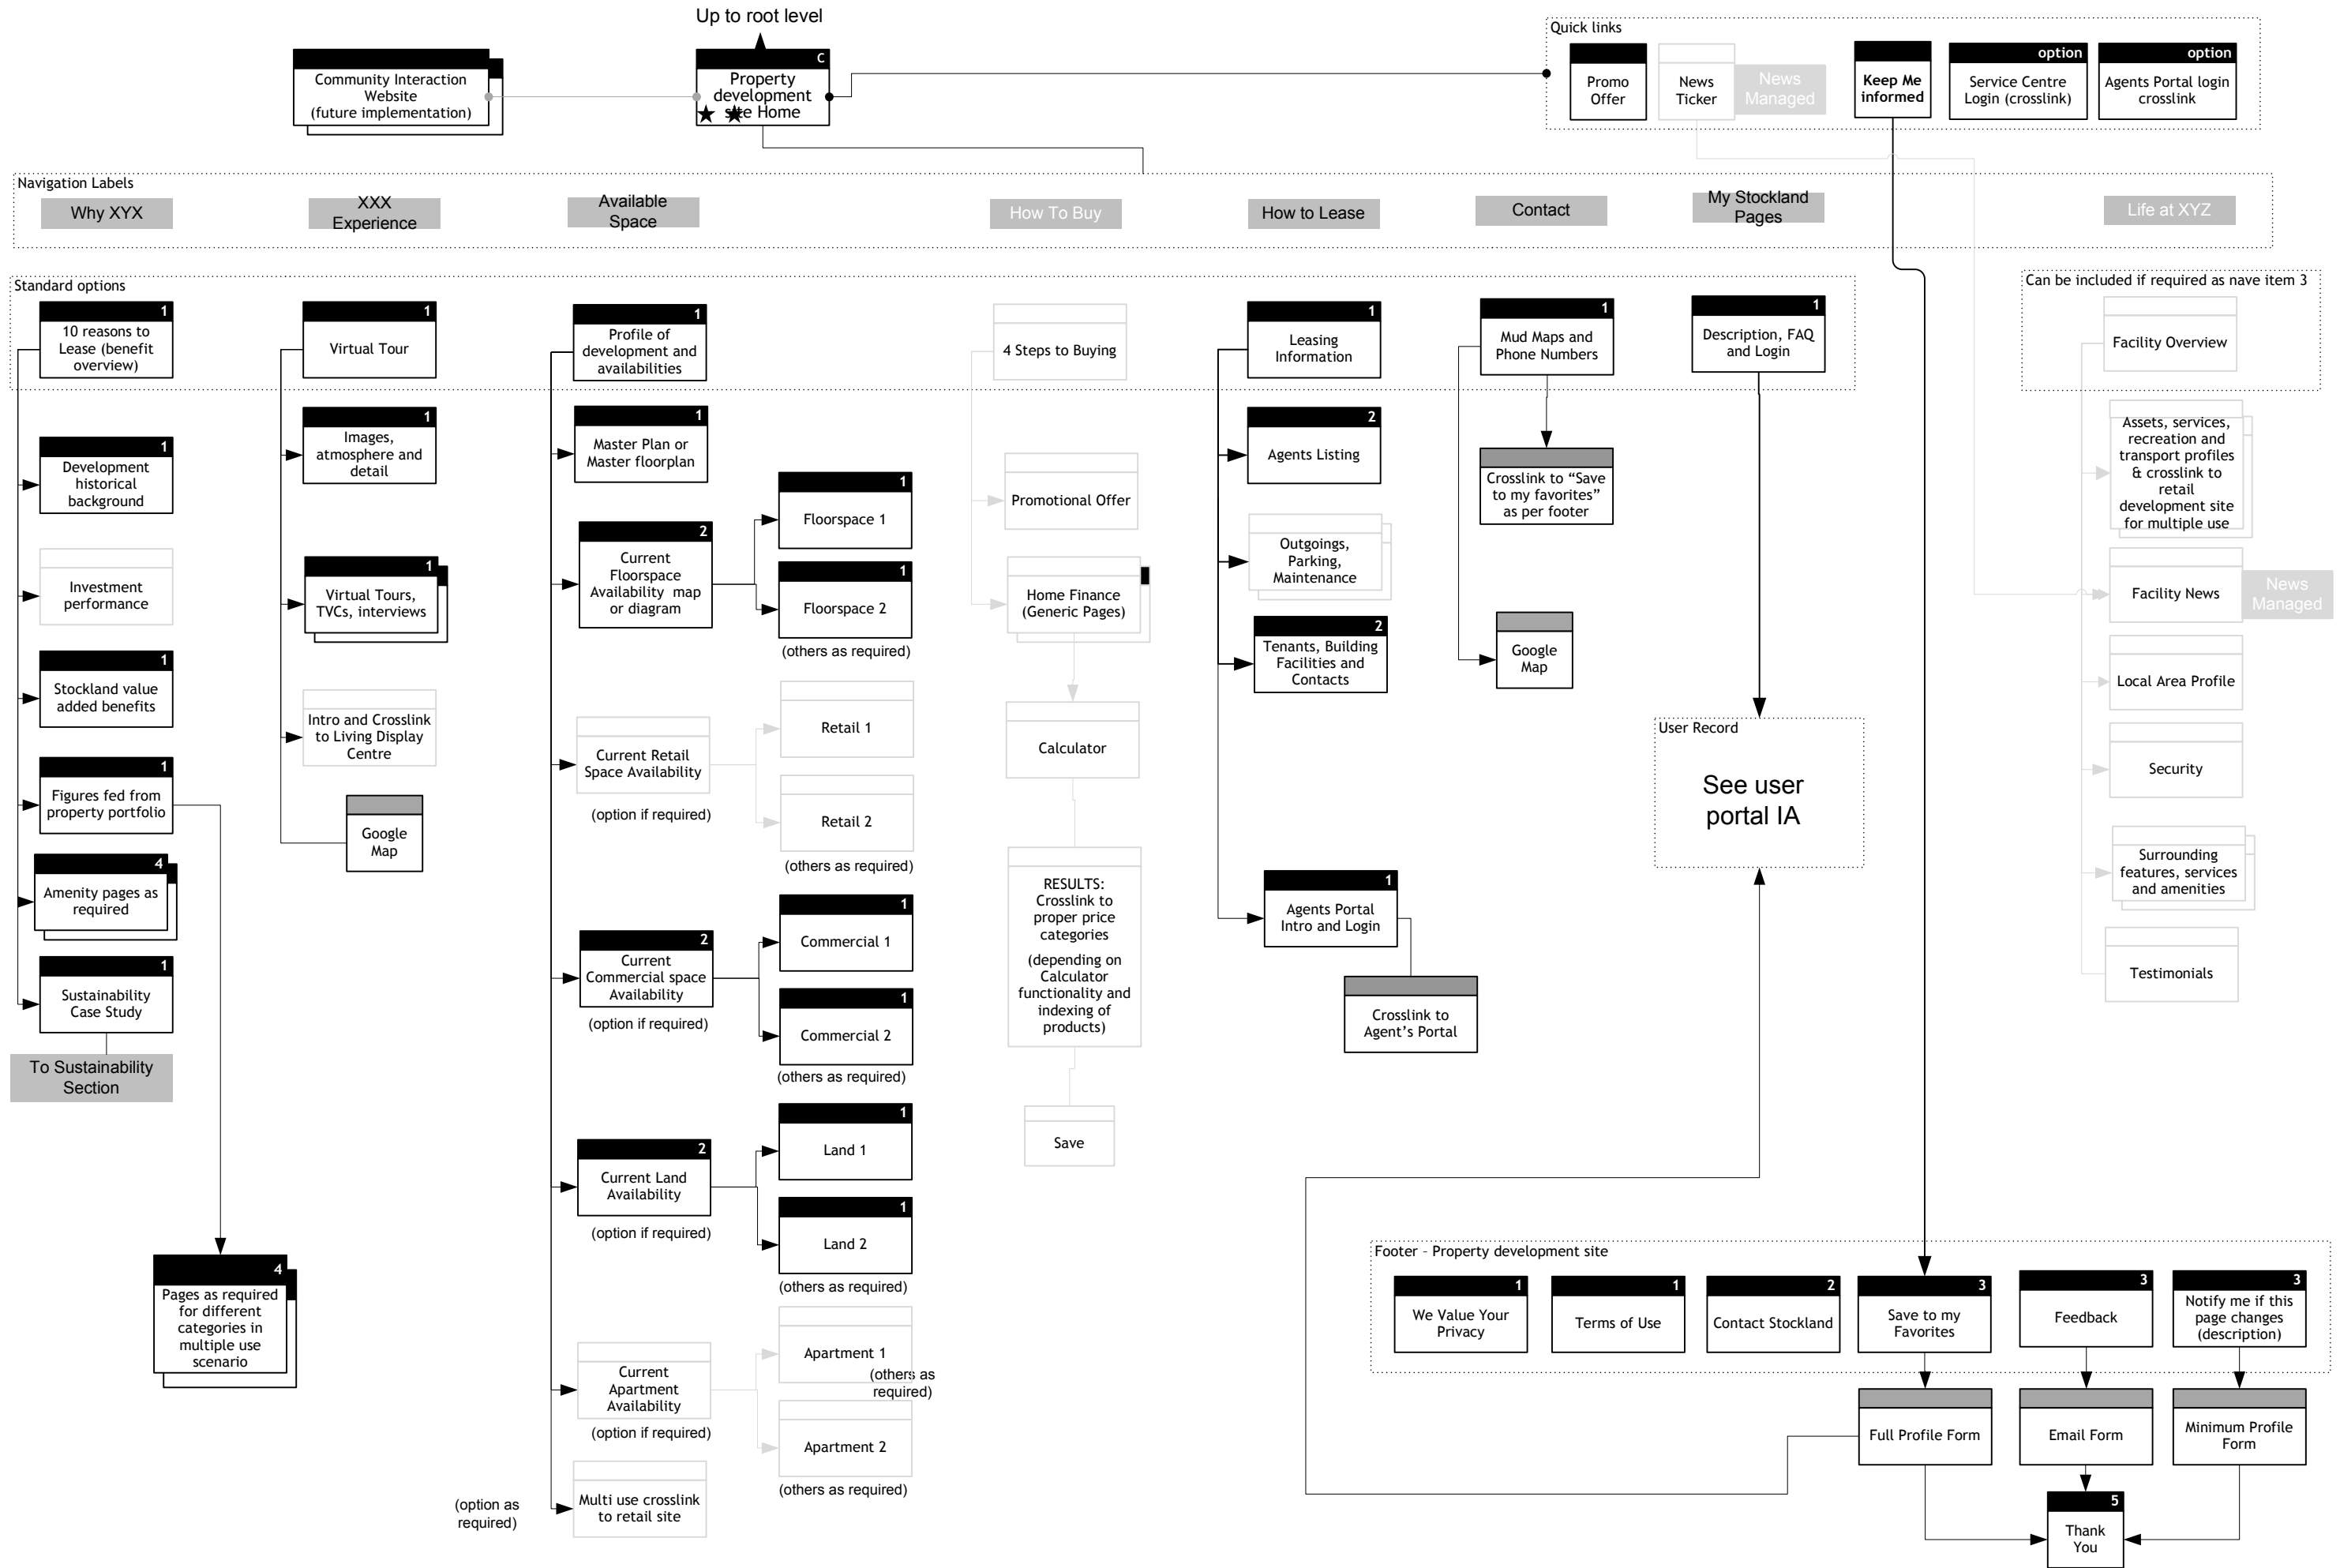 Up to root level
C
Property
development
site Home
Community Interaction
Website
(future implementation)
Quick links
Promo
Offer
News
Ticker
News
Managed
Keep Me
informed
option
Service Centre
Login (crosslink)
option
Agents Portal login
crosslink
Navigation Labels
Why XYX
XXX
Experience
Available
Space
How To Buy
How to Lease
Contact
My Stockland
Pages
Life at XYZ
Standard options
1
10 reasons to
Lease (benefit
overview)
1
Development
historical
background
Investment
performance
1
Stockland value
added benefits
1
Figures fed from
property portfolio
4
Amenity pages as
required
1
Sustainability
Case Study
To Sustainability
Section
4
Pages as required
for different
categories in
multiple use
scenario
1
Virtual Tour
1
Images,
atmosphere and
detail
1
Virtual Tours,
TVCs, interviews
Intro and Crosslink
to Living Display
Centre
Google
Map
1
Profile of
development and
availabilities
1
Master Plan or
Master floorplan
2
Current
Floorspace
Availability map
or diagram
1
Floorspace 1
1
Floorspace 2
(others as required)
Current Retail
Space Availability
(option if required)
Retail 1
Retail 2
(others as required)
2
Current
Commercial space
Availability
(option if required)
1
Commercial 1
1
Commercial 2
(others as required)
2
Current Land
Availability
(option if required)
1
Land 1
1
Land 2
(others as required)
Current
Apartment
Availability
(option if required)
Apartment 1
(others as
required)
Apartment 2
(others as required)
(option as
required)
Multi use crosslink
to retail site
4 Steps to Buying
Promotional Offer
Home Finance
(Generic Pages)
Calculator
RESULTS:
Crosslink to
proper price
categories
(depending on
Calculator
functionality and
indexing of
products)
Save
1
Leasing
Information
2
Agents Listing
Outgoings,
Parking,
Maintenance
2
Tenants, Building
Facilities and
Contacts
1
Agents Portal
Intro and Login
Crosslink to
Agent’s Portal
1
Mud Maps and
Phone Numbers
Crosslink to “Save
to my favorites”
as per footer
Google
Map
1
Description, FAQ
and Login
User Record
See user
portal IA
Can be included if required as nave item 3
Facility Overview
Assets, services,
recreation and
transport profiles
& crosslink to
retail
development site
for multiple use
Facility News
News
Managed
Local Area Profile
Security
Surrounding
features, services
and amenities
Testimonials
Footer – Property development site
1
We Value Your
Privacy
1
Terms of Use
2
Contact Stockland
3
Save to my
Favorites
3
Feedback
3
Notify me if this
page changes
(description)
Full Profile Form
Email Form
Minimum Profile
Form
5
Thank
You